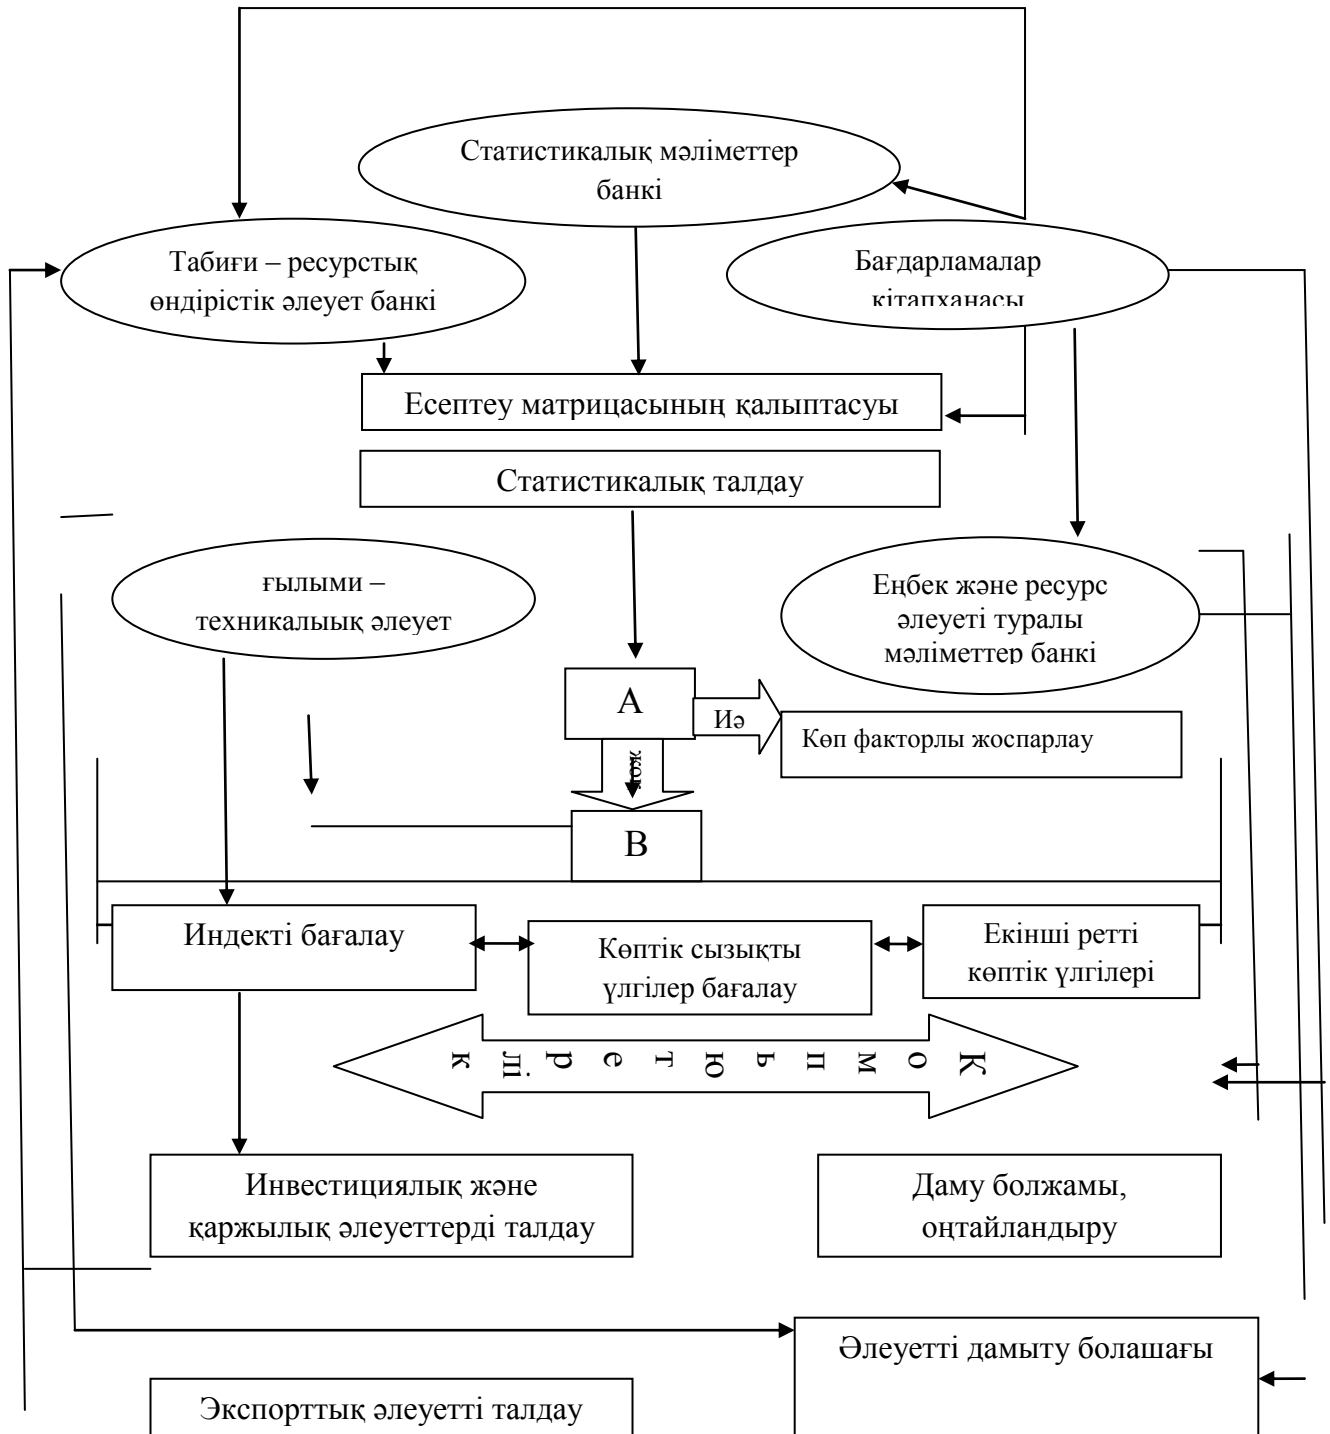 Статистикалық мәліметтер
банкі
Табиғи – ресурстық
өндірістік әлеует банкі
Бағдарламалар
кітапханасы
Есептеу матрицасының қалыптасуы
Статистикалық талдау
ғылыми –
техникалыық әлеует
Еңбек және ресурс
әлеуеті туралы
мәліметтер банкі
А
Иә
Көп факторлы жоспарлау
жоқ
В
Индекті бағалау
Көптік сызықты
үлгілер бағалау
Екінші ретті
көптік үлгілері
Компьютерлік
Инвестициялық және
қаржылық әлеуеттерді талдау
Даму болжамы,
оңтайландыру
Әлеуетті дамыту болашағы
Экспорттық әлеуетті талдау